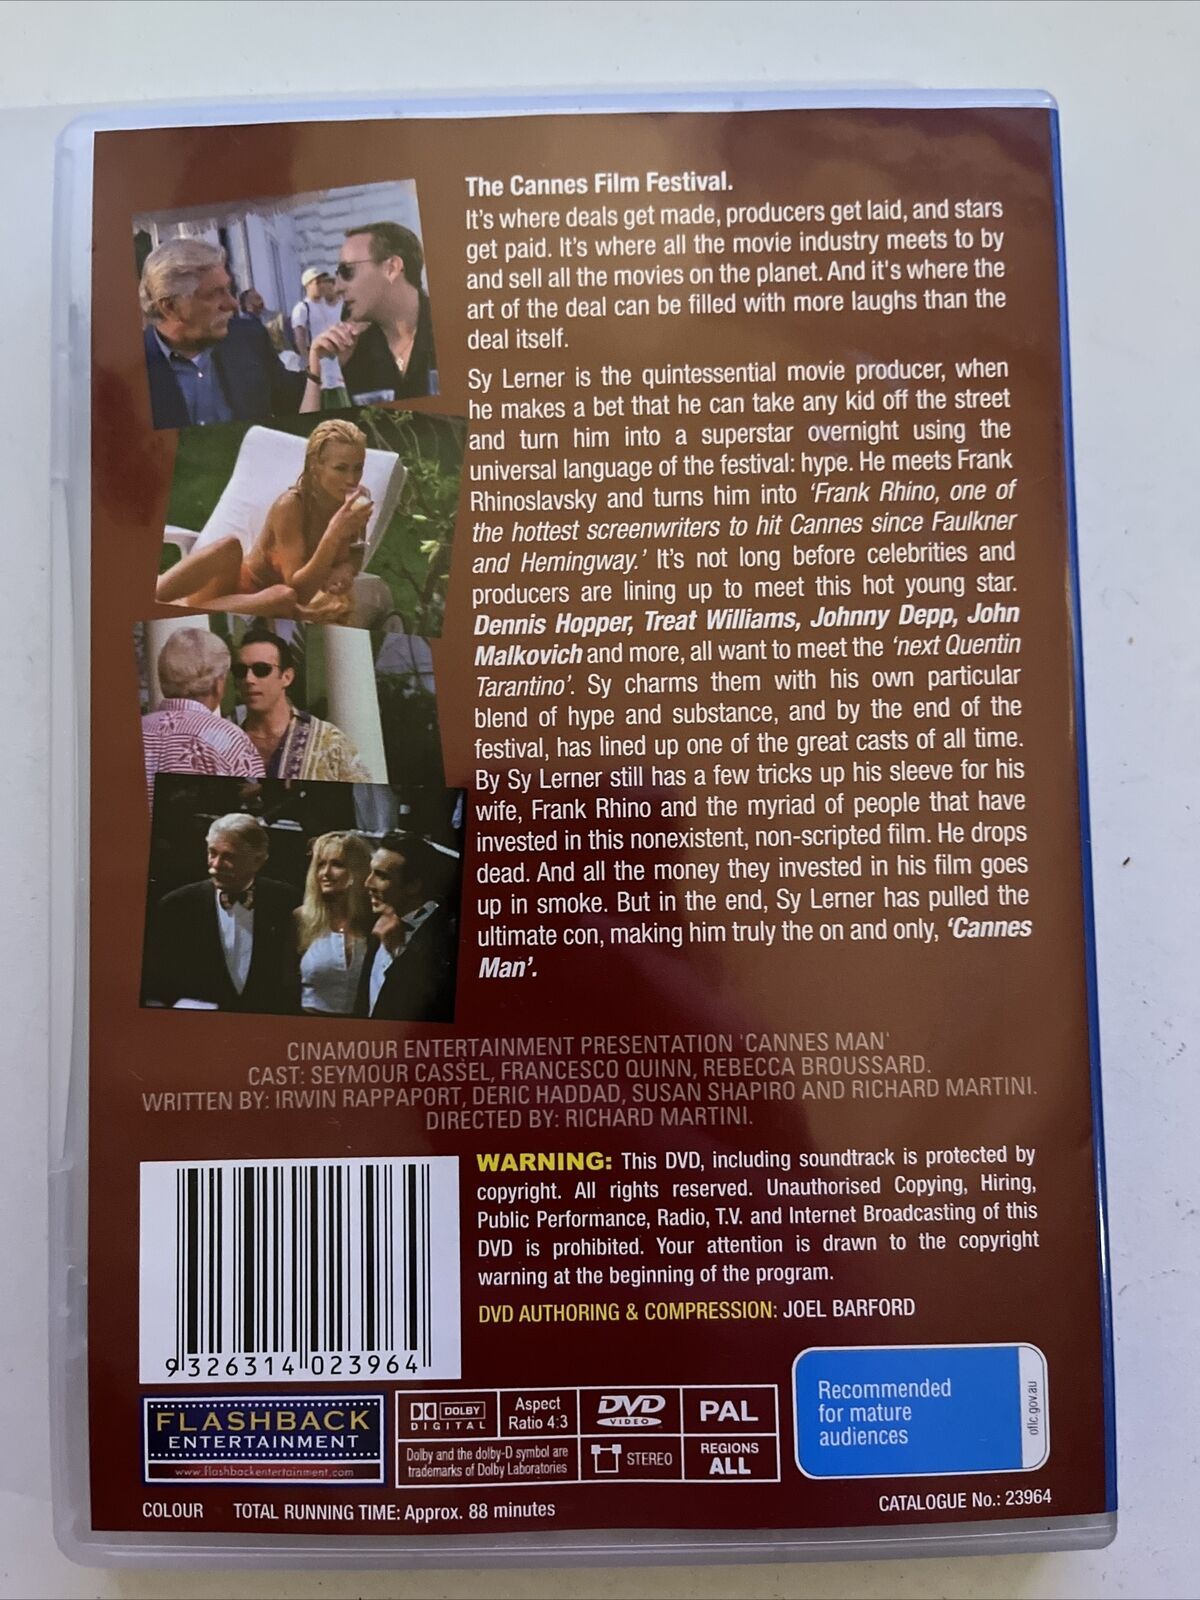 The Cannes Film Festival.
It's where deals get made, producers get laid, and stars
get paid. It's where all the movie industry meets to by
and sell all the movies on the planet. And it's where the
art of the deal can be filled with more laughs than the
deal itself.
Sy Lerner is the quintessential movie producer, when
he makes a bet that he can take any kid off the street
and turn him into a superstar overnight using the
universal language of the festival: hype. He meets Frank
Rhinoslavsky and turns him into 'Frank Rhino, one of
the hottest screenwriters to hit Cannes since Faulkner
and Hemingway.' It's not long before celebrities and
producers are lining up to meet this hot young star.
Dennis Hopper, Treat Williams, Johnny Depp, John
Malkovich and more, all want to meet the 'next Quentin
Tarantino'. Sy charms them with his own particular
blend of hype and substance, and by the end of the
festival, has lined up one of the great casts of all time.
By Sy Lerner still has a few tricks up his sleeve for his
wife, Frank Rhino and the myriad of people that have
invested in this nonexistent, non-scripted film. He drops
dead. And all the money they invested in his film goes
up in smoke. But in the end, Sy Lerner has pulled the
ultimate con, making him truly the on and only, 'Cannes
Man'.
CINAMOUR ENTERTAINMENT PRESENTATION 'CANNES MAN'
CAST: SEYMOUR CASSEL, FRANCESCO QUINN, REBECCA BROUSSARD.
WRITTEN BY: IRWIN RAPPAPORT, DERIC HADDAD, SUSAN SHAPIRO AND RICHARD MARTINI.
DIRECTED BY: RICHARD MARTINI.
WARNING: This DVD, including soundtrack is protected by
copyright. All rights reserved. Unauthorised Copying, Hiring,
Public Performance, Radio, T.V. and Internet Broadcasting of this
DVD is prohibited. Your attention is drawn to the copyright
warning at the beginning of the program.
DVD AUTHORING & COMPRESSION: JOEL BARFORD
9 326314 023964
FLASHBACK
ENTERTAINMENT
www.flashbackentertainment.com
DOLBY
DIGITAL
Aspect
Ratio 4:3
DVD
VIDEO
PAL
Dolby and the dolby-D symbol are
trademarks of Dolby Laboratories
STEREO
REGIONS
ALL
Recommended
for mature
audiences
oflc.gov.au
COLOUR TOTAL RUNNING TIME: Approx. 88 minutes
CATALOGUE No.: 23964